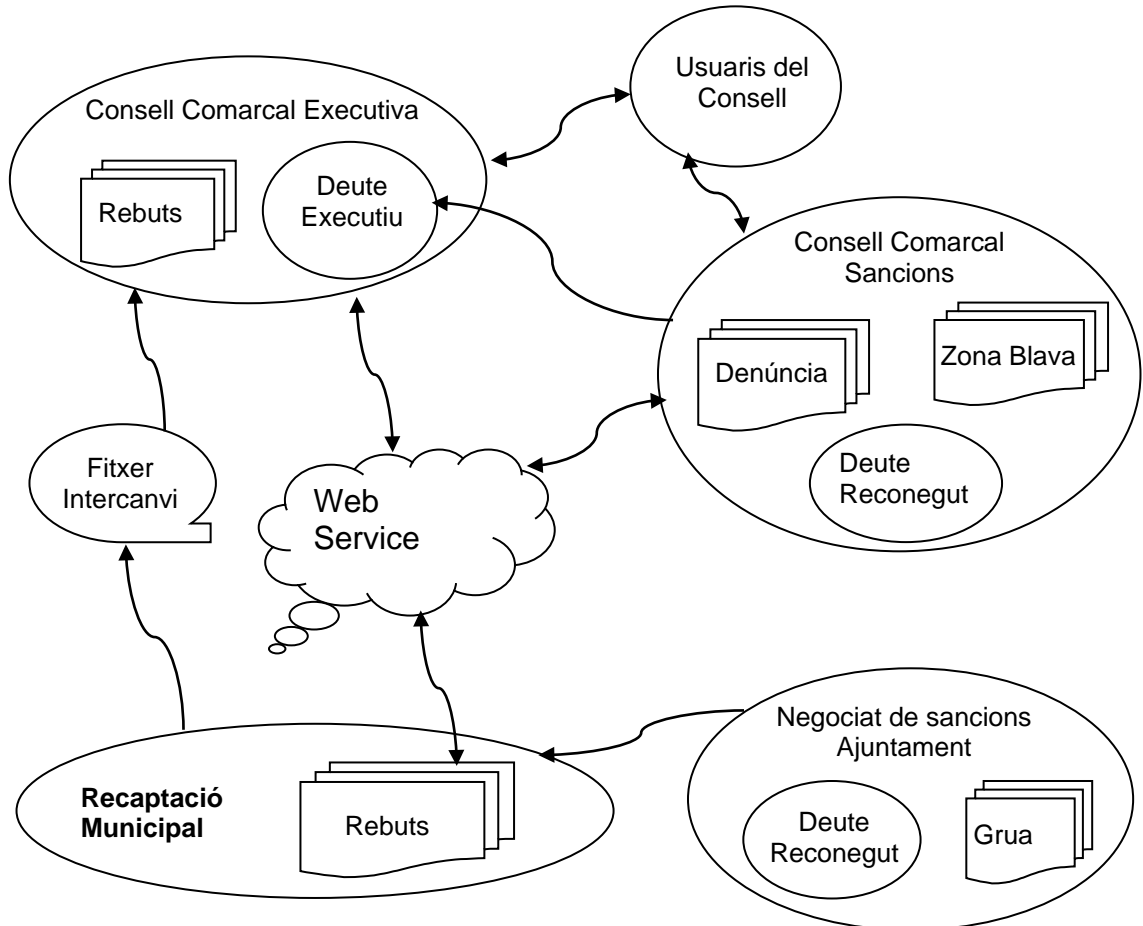 Usuaris del
Consell
Consell Comarcal Executiva
Rebuts
Deute
Executiu
Consell Comarcal
Sancions
Denúncia
Zona Blava
Deute
Reconegut
Fitxer
Intercanvi
Web
Service
Recaptació
Municipal
Rebuts
Negociat de sancions
Ajuntament
Deute
Reconegut
Grua